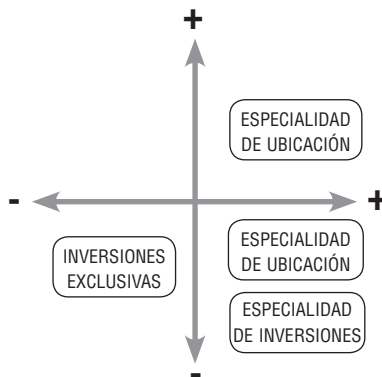 +
ESPECIALIDAD
DE UBICACIÓN
-
+
INVERSIONES
EXCLUSIVAS
ESPECIALIDAD
DE UBICACIÓN
ESPECIALIDAD
DE INVERSIONES
-